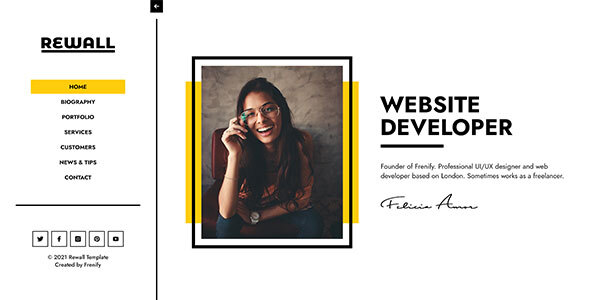 REWALL
HOME
BIOGRAPHY
PORTFOLIO
SERVICES
CUSTOMERS
NEWS & TIPS
CONTACT
© 2021 Rewall Template
Created by Frenify
WEBSITE
DEVELOPER
Founder of Frenify. Professional UI/UX designer and web
developer based on London. Sometimes works as a freelancer.
Felicia Amor